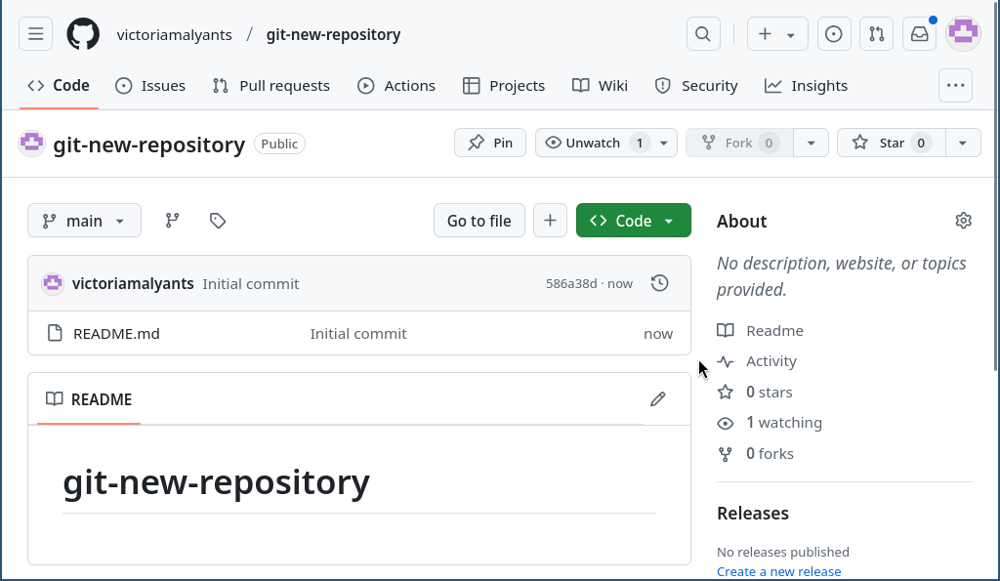 victoriamalyants / git-new-repository
Code Issues Pull requests Actions Projects Wiki Security Insights
git-new-repository Public Pin Unwatch 1 Fork 0 Star 0
main Go to file Code
victoriamalyants Initial commit 586a38d · now
README.md Initial commit now
README
git-new-repository
About
No description, website, or topics
provided.
Readme
Activity
0 stars
1 watching
0 forks
Releases
No releases published
Create a new release